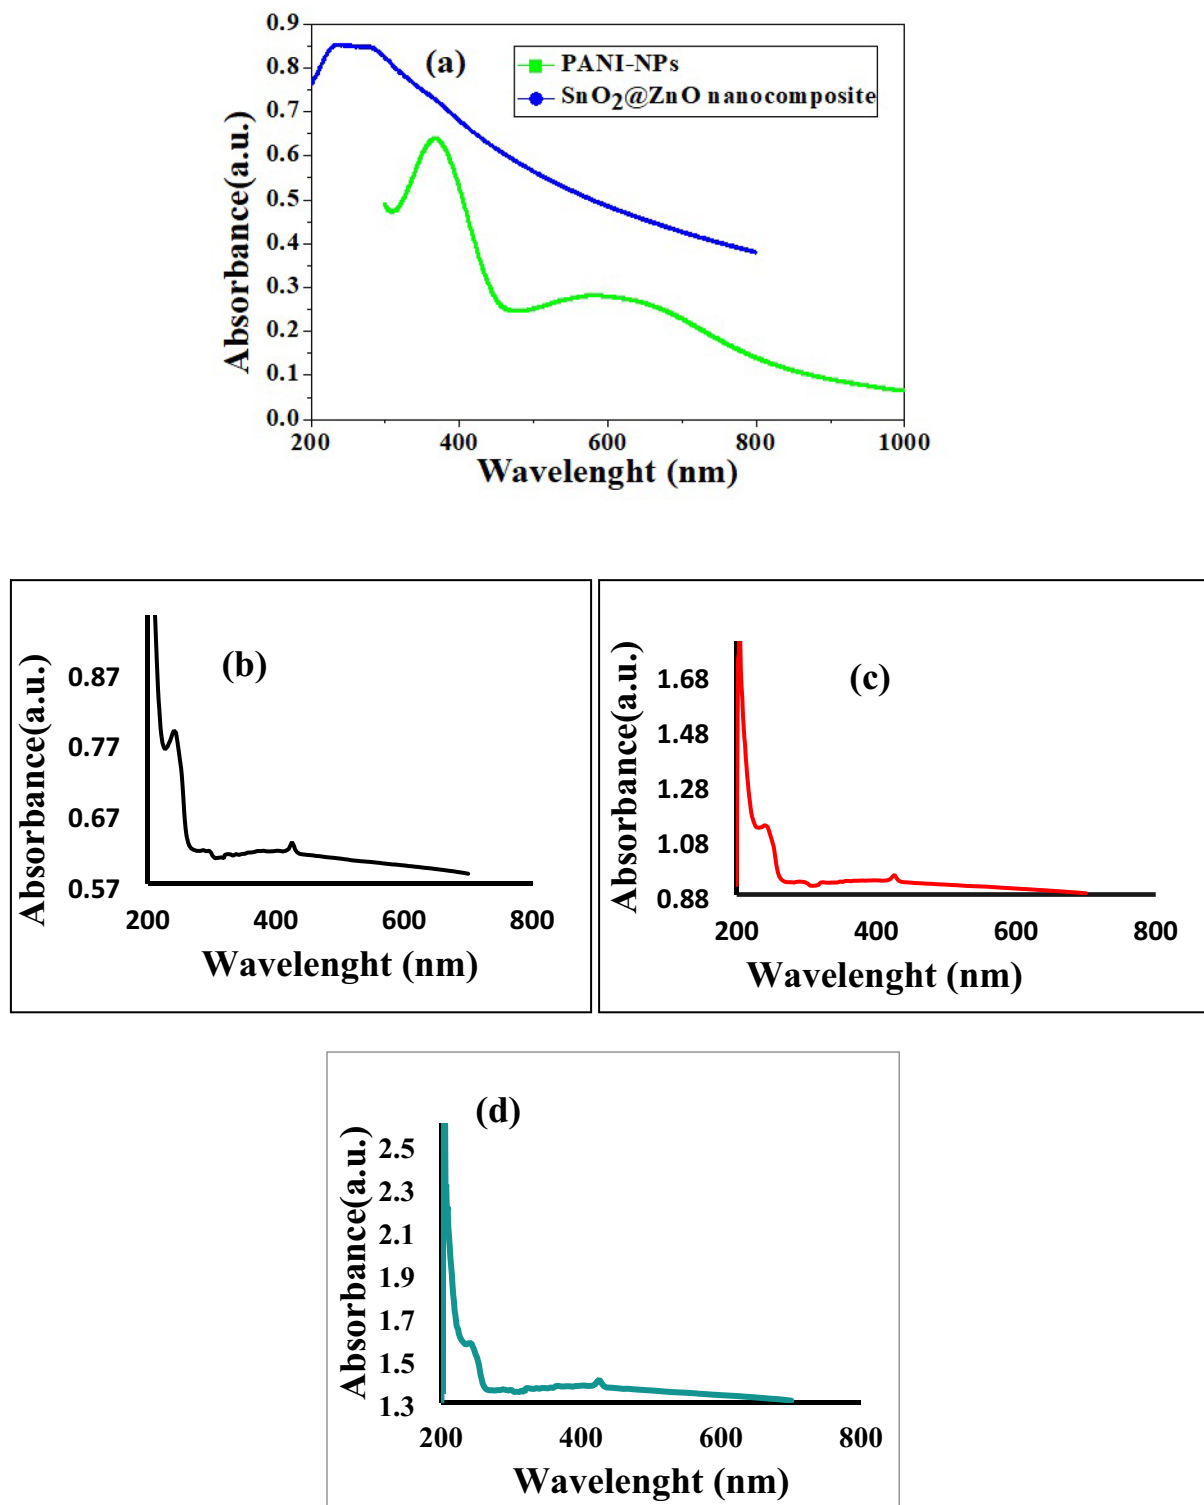 0.9
0.8
0.7
0.6
0.5
0.4
0.3
0.2
0.1
0.0
Absorbance(a.u.)
(a)
PANI-NPs
SnO2@ZnO nanocomposite
200 400 600 800 1000
Wavelenght (nm)
Absorbance(a.u.)
0.87
0.77
0.67
0.57
(b)
200 400 600 800
Wavelenght (nm)
Absorbance(a.u.)
1.68
1.48
1.28
1.08
0.88
(c)
200 400 600 800
Wavelenght (nm)
Absorbance(a.u.)
2.5
2.3
2.1
1.9
1.7
1.5
1.3
(d)
200 400 600 800
Wavelenght (nm)